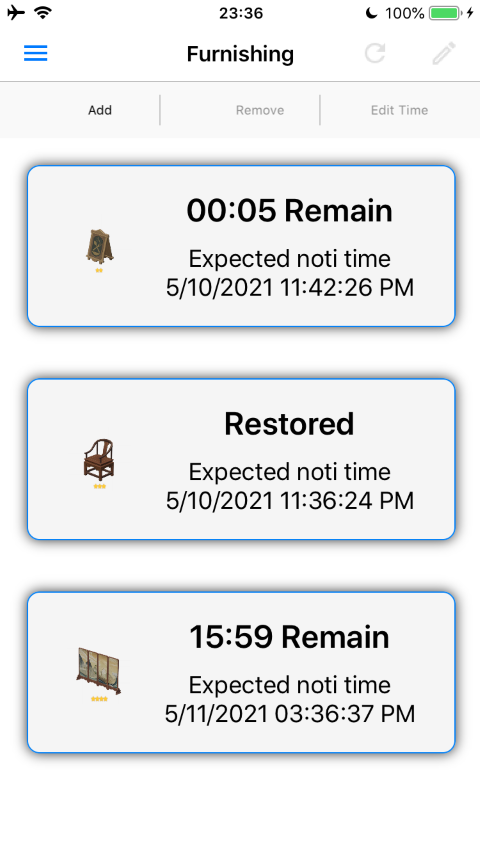 23:36
100%
Furnishing
Add
Remove
Edit Time
00:05 Remain
Expected noti time
5/10/2021 11:42:26 PM
Restored
Expected noti time
5/10/2021 11:36:24 PM
15:59 Remain
Expected noti time
5/11/2021 03:36:37 PM